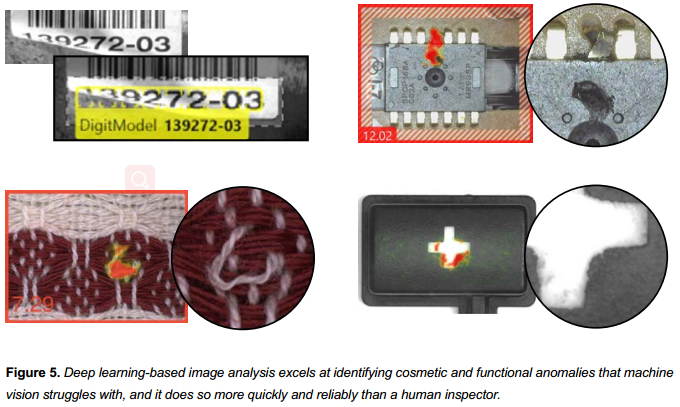 139272-03
139272-03
DigitModel 139272-03
12.02
7.29
Figure 5. Deep learning-based image analysis excels at identifying cosmetic and functional anomalies that machine
vision struggles with, and it does so more quickly and reliably than a human inspector.